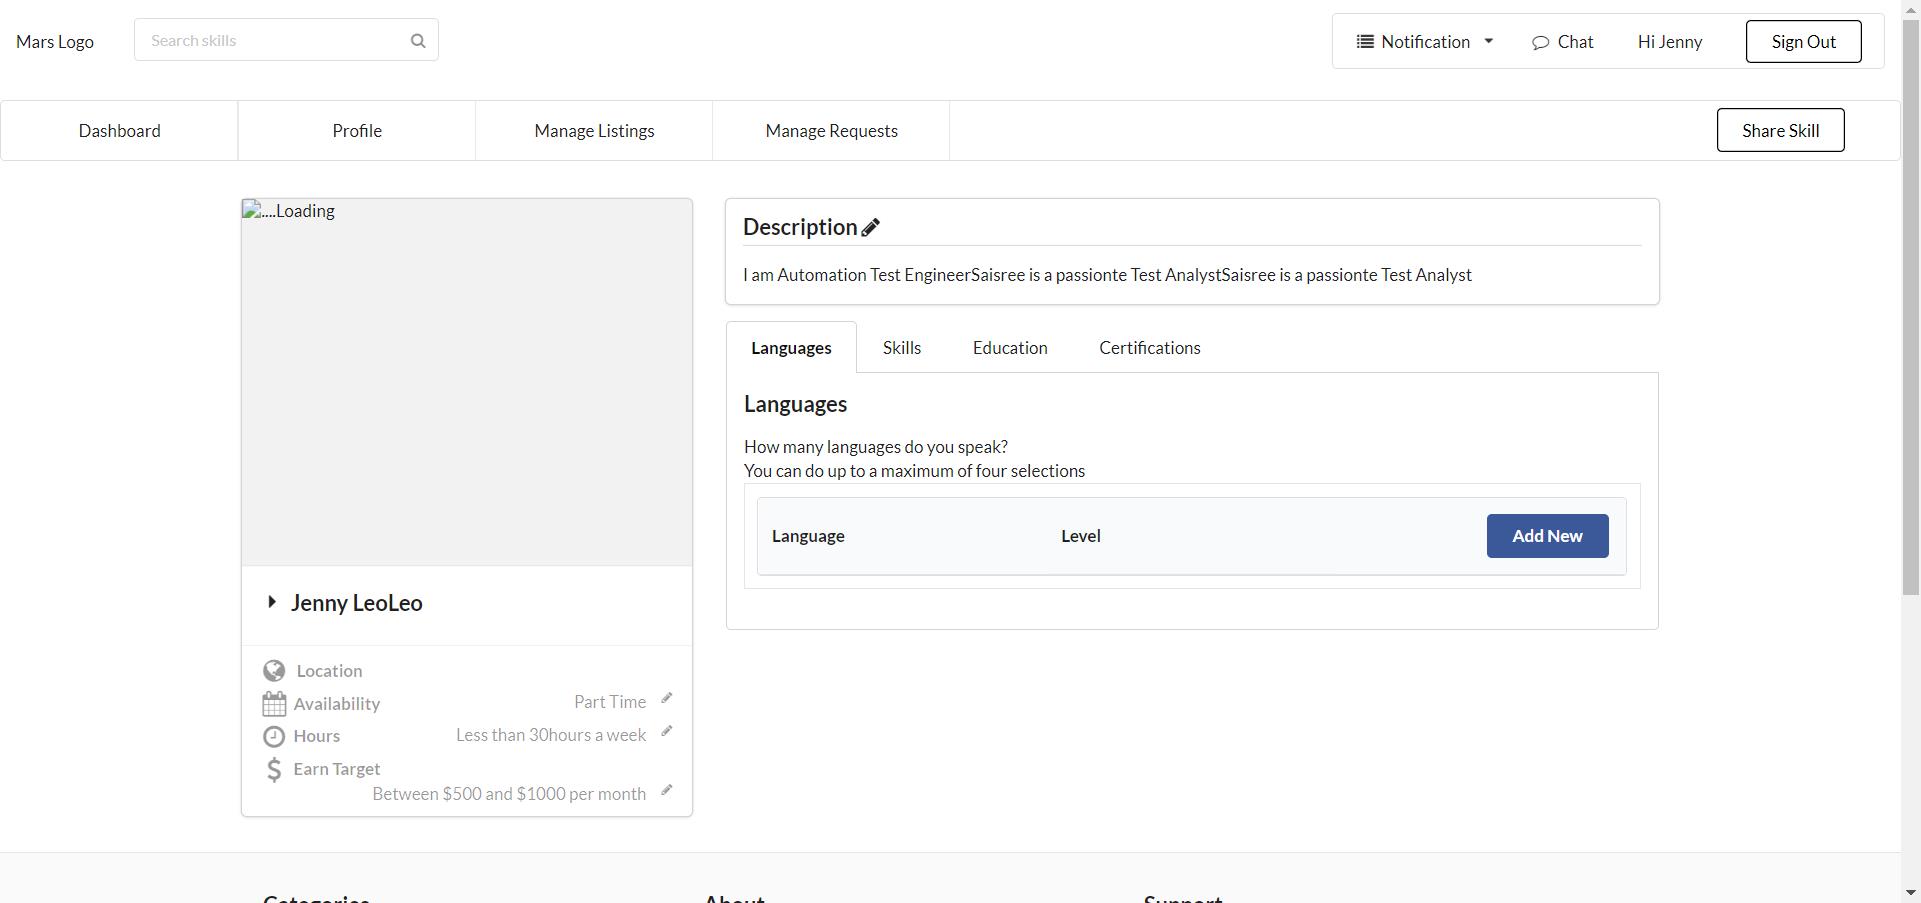 Mars Logo
Search skills
Notification
Chat
Hi Jenny
Sign Out
Dashboard
Profile
Manage Listings
Manage Requests
Share Skill
....Loading
Jenny LeoLeo
Location
Availability
Part Time
Hours
Less than 30hours a week
Earn Target
Between $500 and $1000 per month
Description
I am Automation Test EngineerSaisree is a passionte Test AnalystSaisree is a passionte Test Analyst
Languages
Skills
Education
Certifications
Languages
How many languages do you speak?
You can do up to a maximum of four selections
Language
Level
Add New
Categories
About
Support